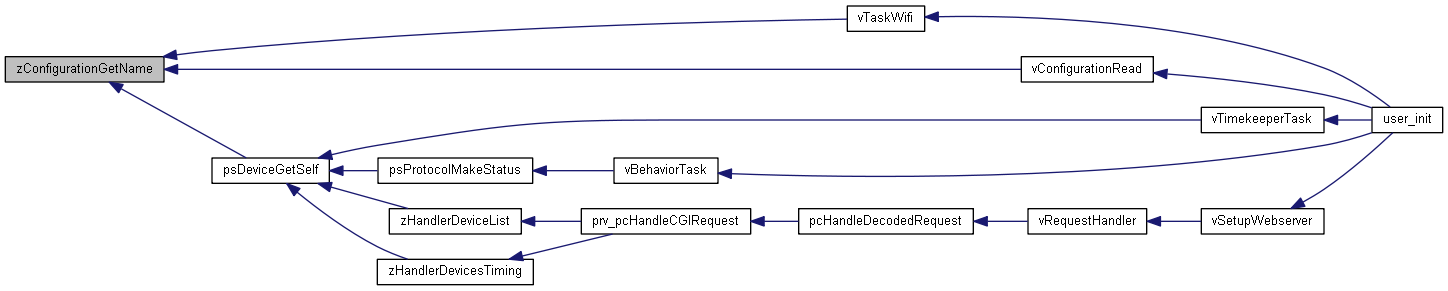 vTaskWifi
zConfigurationGetName
vConfigurationRead
vTimekeeperTask
user_init
psDeviceGetSelf
psProtocolMakeStatus
vBehaviorTask
zHandlerDeviceList
prv_pcHandleCGIRequest
pcHandleDecodedRequest
vRequestHandler
vSetupWebserver
zHandlerDevicesTiming